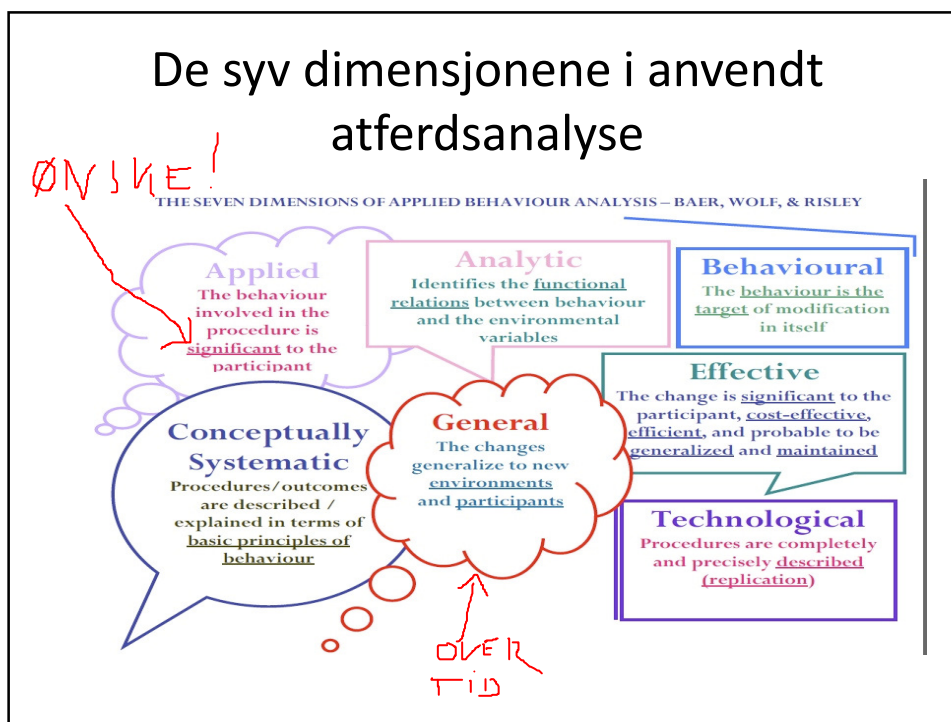 De syv dimensjonene i anvendt
atferdsanalyse
ØNSKE!
THE SEVEN DIMENSIONS OF APPLIED BEHAVIOUR ANALYSIS – BAER, WOLF, & RISLEY
Applied
The behaviour
involved in the
procedure is
significant to the
participant
Analytic
Identifies the functional
relations between behaviour
and the environmental
variables
Behavioural
The behaviour is the
target of modification
in itself
Effective
The change is significant to the
participant, cost-effective,
efficient, and probable to be
generalized and maintained
Conceptually
Systematic
Procedures/outcomes
are described /
explained in terms of
basic principles of
behaviour
General
The changes
generalize to new
environments
and participants
Technological
Procedures are completely
and precisely described
(replication)
OVER
TiD